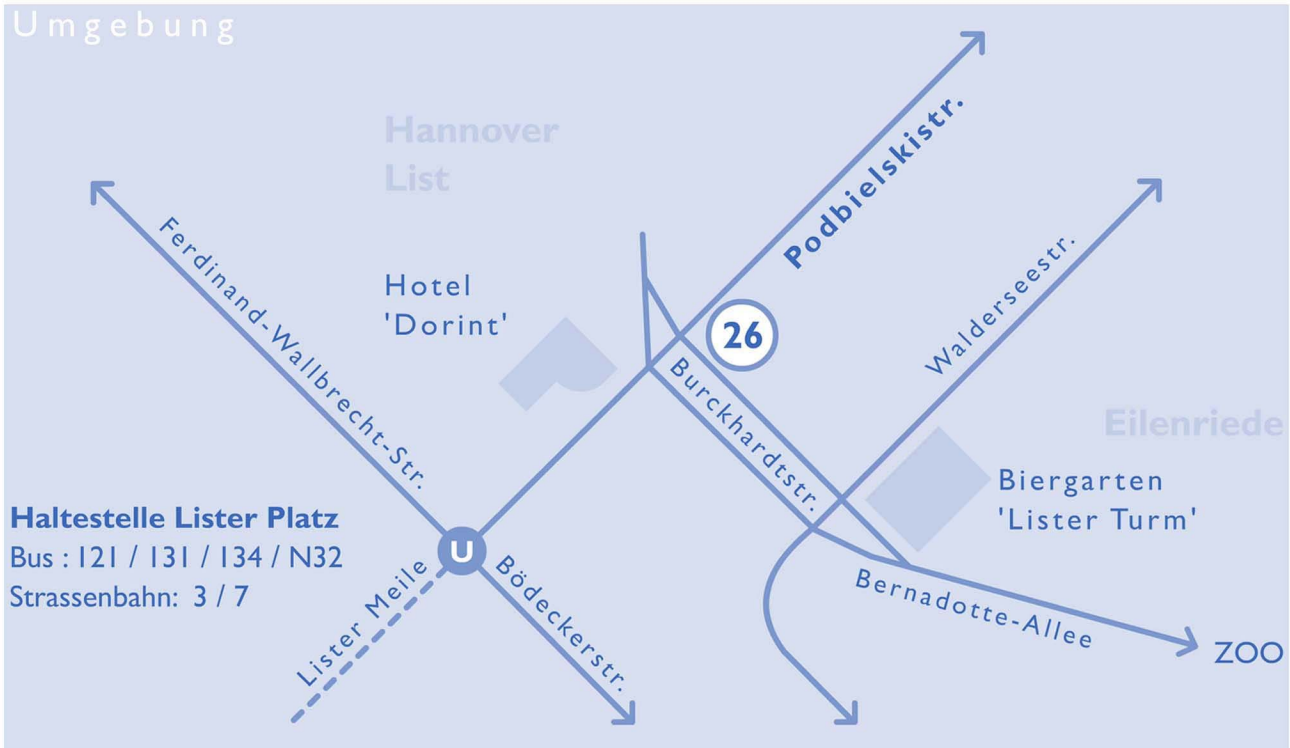 Umgebung
Hannover
List
Podbielskistr.
Ferdinand-Wallbrecht-Str.
Hotel
'Dorint'
26
Walderseestr.
Burckhardtstr.
Eilenriede
Biergarten
'Lister Turm'
Haltestelle Lister Platz
Bus : 121 / 131 / 134 / N32
Strassenbahn: 3 / 7
U
Lister Meile
Bödeckerstr.
Bernadotte-Allee
ZOO